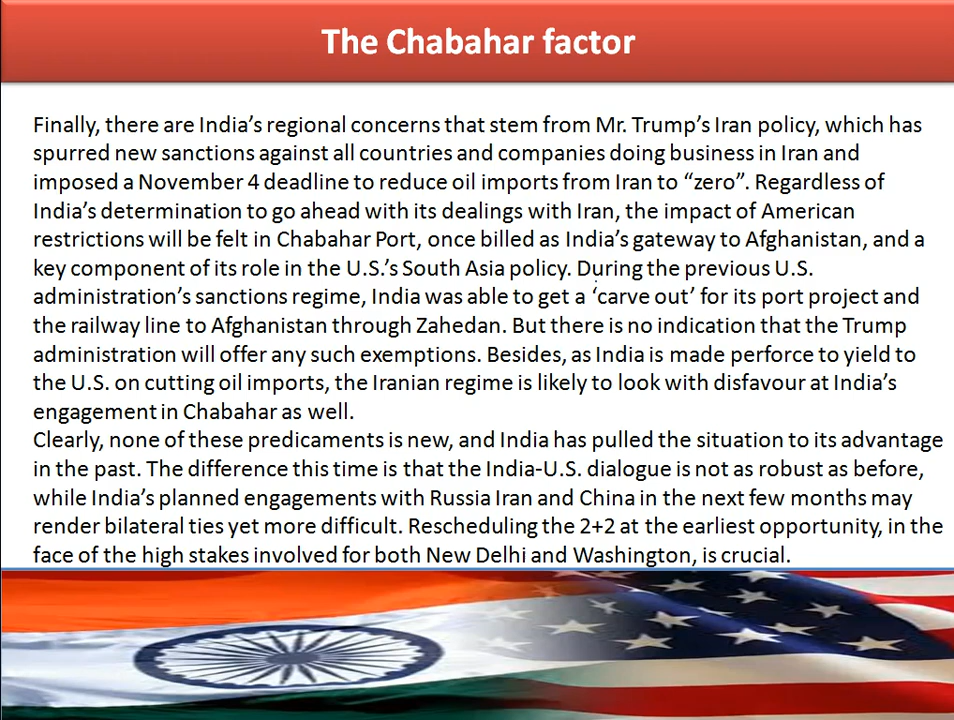 The Chabahar factor
Finally, there are India’s regional concerns that stem from Mr. Trump’s Iran policy, which has
spurred new sanctions against all countries and companies doing business in Iran and
imposed a November 4 deadline to reduce oil imports from Iran to “zero”. Regardless of
India’s determination to go ahead with its dealings with Iran, the impact of American
restrictions will be felt in Chabahar Port, once billed as India’s gateway to Afghanistan, and a
key component of its role in the U.S.’s South Asia policy. During the previous U.S.
administration’s sanctions regime, India was able to get a ‘carve out’ for its port project and
the railway line to Afghanistan through Zahedan. But there is no indication that the Trump
administration will offer any such exemptions. Besides, as India is made perforce to yield to
the U.S. on cutting oil imports, the Iranian regime is likely to look with disfavour at India’s
engagement in Chabahar as well.
Clearly, none of these predicaments is new, and India has pulled the situation to its advantage
in the past. The difference this time is that the India-U.S. dialogue is not as robust as before,
while India’s planned engagements with Russia Iran and China in the next few months may
render bilateral ties yet more difficult. Rescheduling the 2+2 at the earliest opportunity, in the
face of the high stakes involved for both New Delhi and Washington, is crucial.